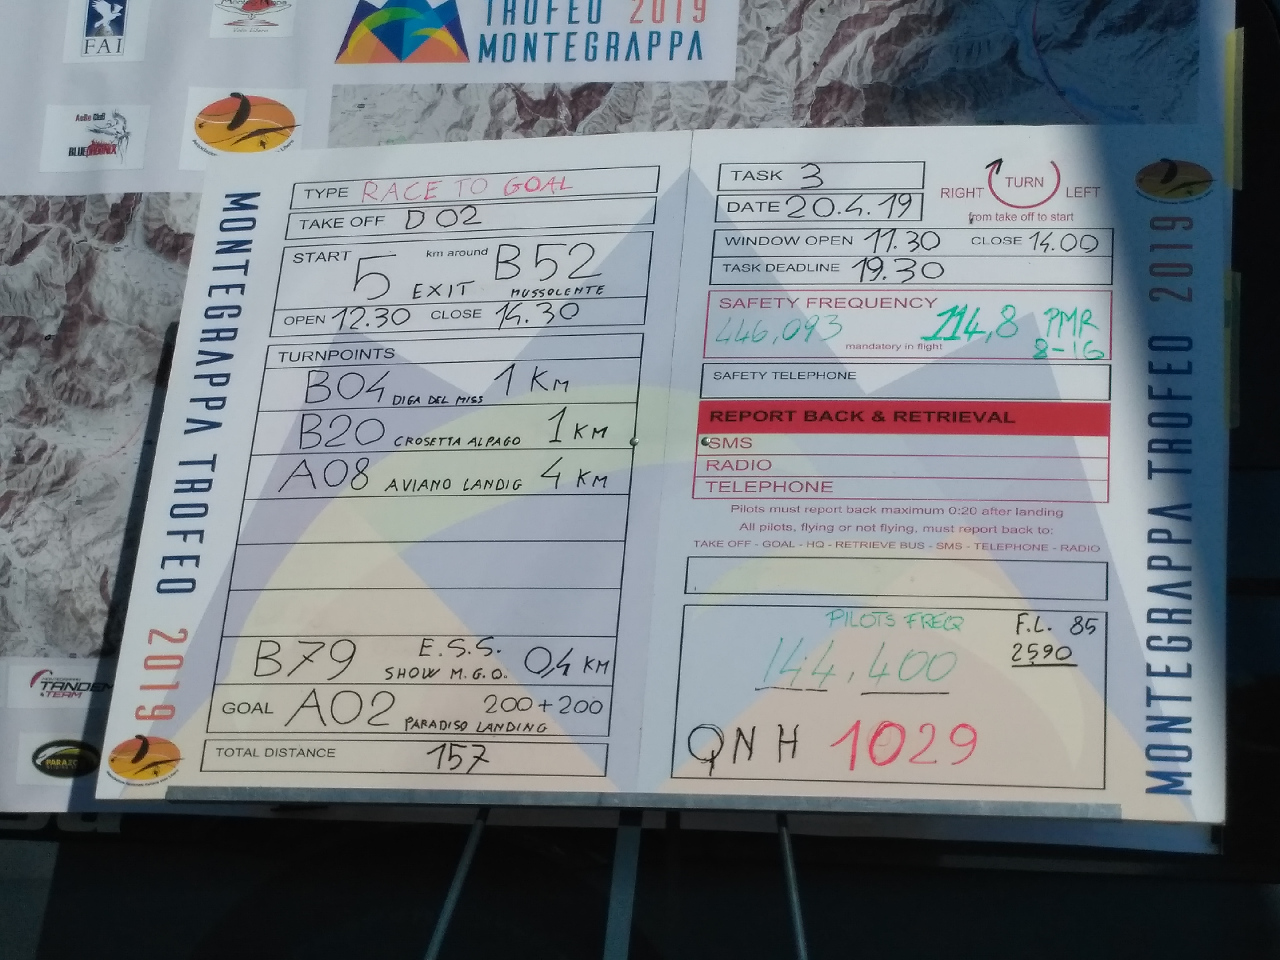 FAI
TROFEO 2019
MONTEGRAPPA
AeRo Club
BLUE PHOENIX
MONTEGRAPPA TROFEO 2019
TYPE RACE TO GOAL
TAKE OFF D02
START 5 km around B52
EXIT MUSSOLENTE
OPEN 12.30 CLOSE 14.30
TURNPOINTS
B04 DIGA DEL MISS 1 KM
B20 CROSETTA ALPAGO 1 KM
A08 AVIANO LANDIG 4 KM
B79 E.S.S. SHOW M.G.O. 04 KM
GOAL A02 200+200
PARADISO LANDING
TOTAL DISTANCE 157
TASK 3
DATE 20.4.19
RIGHT TURN LEFT
from take off to start
WINDOW OPEN 11.30 CLOSE 14.00
TASK DEADLINE 19.30
SAFETY FREQUENCY
446,093 114,8 PMR
8-16
mandatory in flight
SAFETY TELEPHONE
REPORT BACK & RETRIEVAL
SMS
RADIO
TELEPHONE
Pilots must report back maximum 0:20 after landing
All pilots, flying or not flying, must report back to:
TAKE OFF - GOAL - HQ - RETRIEVE BUS - SMS - TELEPHONE - RADIO
PILOTS FREQ
144,400
F.L. 85
2590
QNH 1029
MONTEGRAPPA TROFEO 2019
TANDEM
TEAM